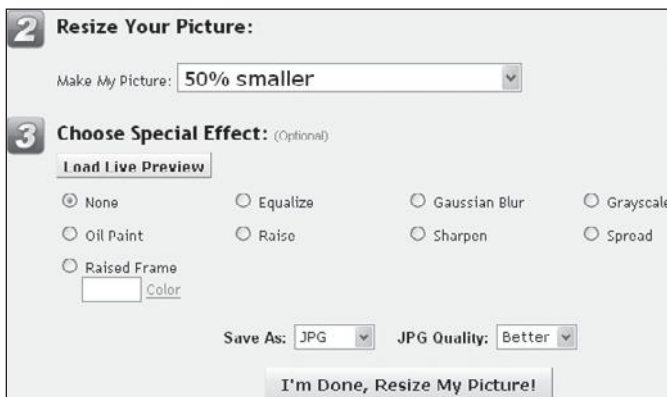 2 Resize Your Picture:
Make My Picture: 50% smaller
3 Choose Special Effect: (Optional)
Load Live Preview
None Equalize Gaussian Blur Grayscale
Oil Paint Raise Sharpen Spread
Raised Frame
Color
Save As: JPG JPG Quality: Better
I'm Done, Resize My Picture!